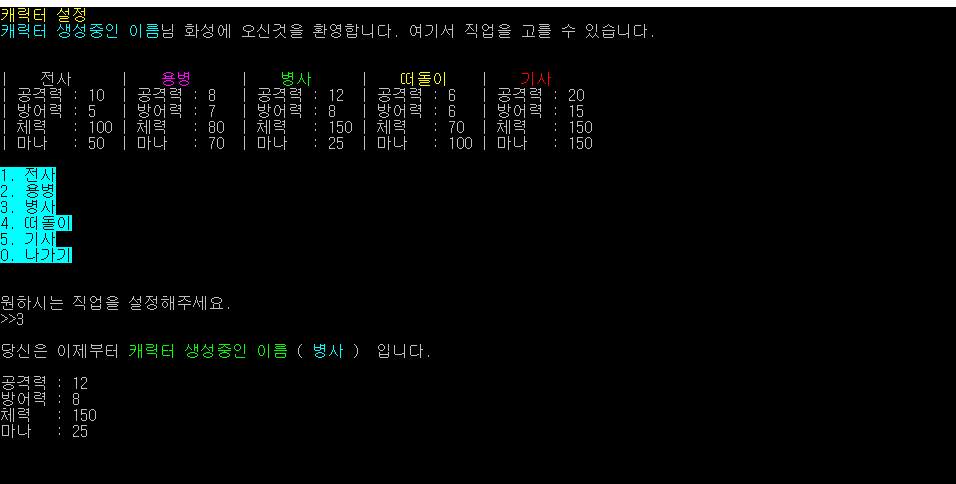 캐릭터 설정
캐릭터 생성중인 이름님 화성에 오신것을 환영합니다. 여기서 직업을 고를 수 있습니다.
| 전사 | 용병 | 병사 | 떠돌이 | 기사
| 공격력 : 10 | 공격력 : 8 | 공격력 : 12 | 공격력 : 6 | 공격력 : 20
| 방어력 : 5 | 방어력 : 7 | 방어력 : 8 | 방어력 : 6 | 방어력 : 15
| 체력 : 100 | 체력 : 80 | 체력 : 150 | 체력 : 70 | 체력 : 150
| 마나 : 50 | 마나 : 70 | 마나 : 25 | 마나 : 100 | 마나 : 150
1. 전사
2. 용병
3. 병사
4. 떠돌이
5. 기사
0. 나가기
원하시는 직업을 설정해주세요.
>>3
당신은 이제부터 캐릭터 생성중인 이름 ( 병사 ) 입니다.
공격력 : 12
방어력 : 8
체력 : 150
마나 : 25